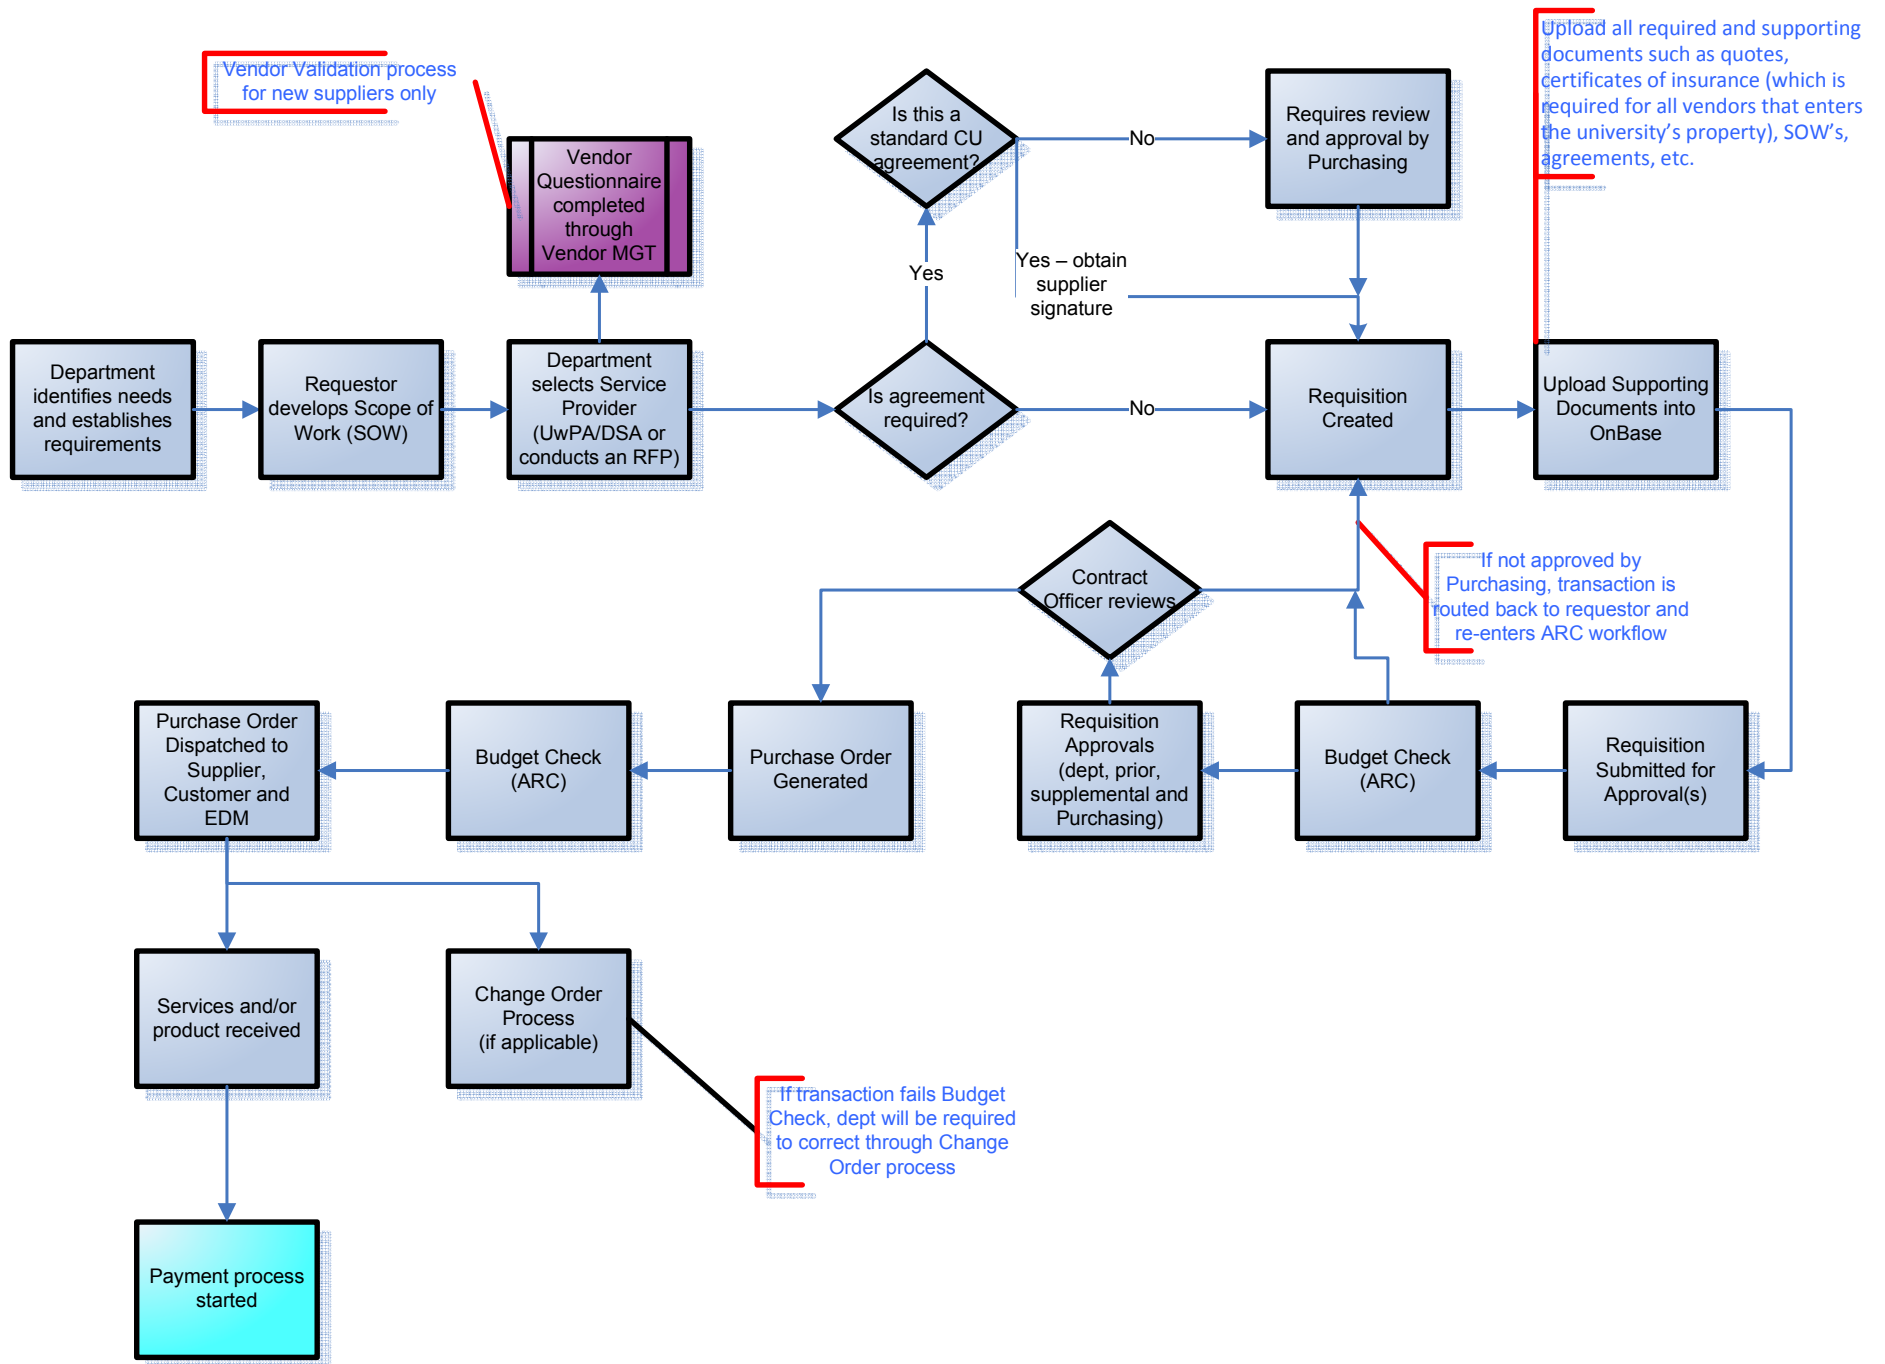 Upload all required and supporting
documents such as quotes,
certificates of insurance (which is
required for all vendors that enters
the university's property), SOW's,
agreements, etc.
Vendor Validation process
for new suppliers only
Vendor
Questionnaire
completed
through
Vendor MGT
Is this a
standard CU
agreement?
No
Requires review
and approval by
Purchasing
Yes
Yes – obtain
supplier
signature
Department
identifies needs
and establishes
requirements
Requestor
develops Scope of
Work (SOW)
Department
selects Service
Provider
(UwPA/DSA or
conducts an RFP)
Is agreement
required?
No
Requisition
Created
Upload Supporting
Documents into
OnBase
Contract
Officer reviews
If not approved by
Purchasing, transaction is
routed back to requestor and
re-enters ARC workflow
Purchase Order
Dispatched to
Supplier,
Customer and
EDM
Budget Check
(ARC)
Purchase Order
Generated
Requisition
Approvals
(dept, prior,
supplemental and
Purchasing)
Budget Check
(ARC)
Requisition
Submitted for
Approval(s)
Services and/or
product received
Change Order
Process
(if applicable)
If transaction fails Budget
Check, dept will be required
to correct through Change
Order process
Payment process
started